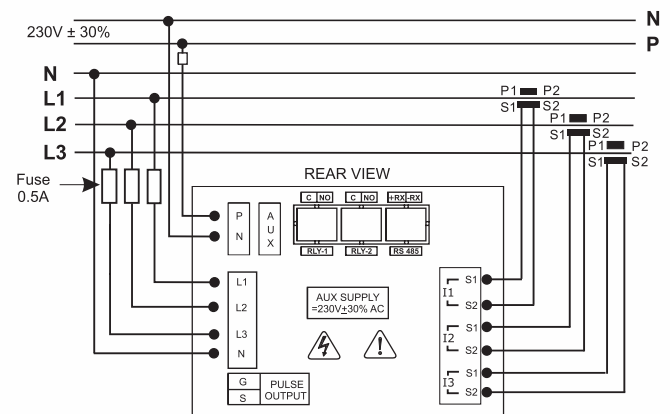 N
230V ± 30%
P
N
L1
P1 P2
S1 S2
L2
P1 P2
S1 S2
L3
P1 P2
S1 S2
Fuse
0.5A
REAR VIEW
C NO
C NO
+RX -RX
P
N
AUX
RLY-1
RLY-2
RS 485
L1
L2
L3
N
AUX SUPPLY
=230V±30% AC
I1
S1
S2
I2
S1
S2
I3
S1
S2
G
S
PULSE
OUTPUT